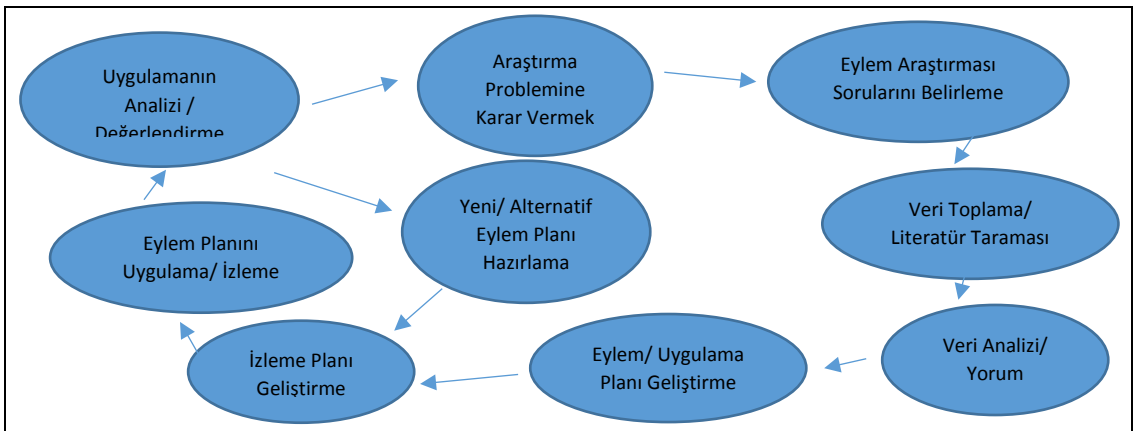 Uygulamanın
Analizi /
Değerlendirme
Araştırma
Problemine
Karar Vermek
Eylem Araştırması
Sorularını Belirleme
Veri Toplama/
Literatür Taraması
Veri Analizi/
Yorum
Eylem/ Uygulama
Planı Geliştirme
İzleme Planı
Geliştirme
Eylem Planını
Uygulama/ İzleme
Yeni/ Alternatif
Eylem Planı
Hazırlama